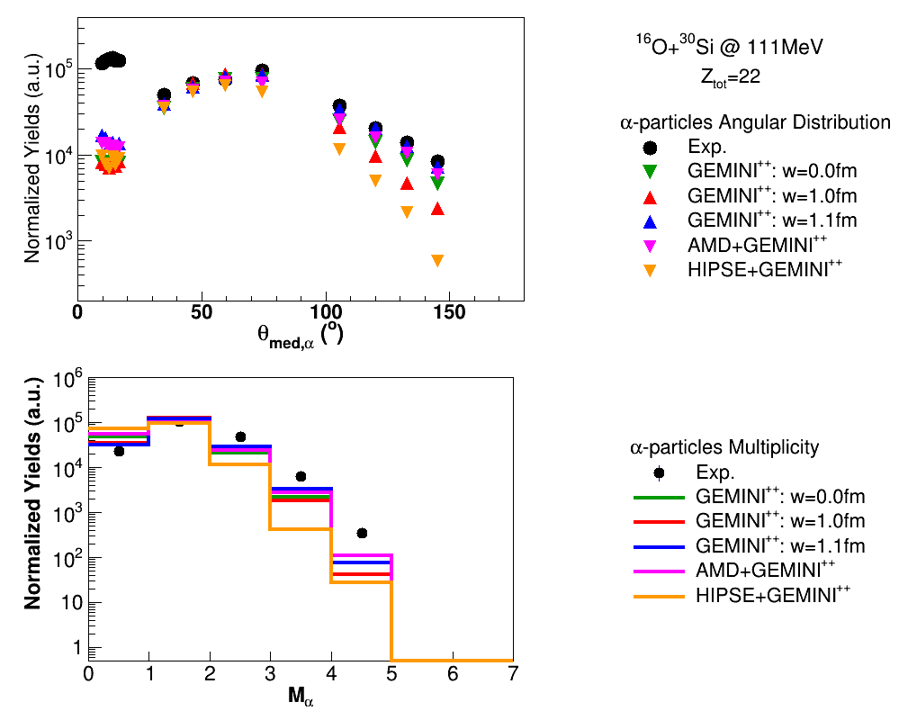 Normalized Yields (a.u.)
10⁵
10⁴
10³
0 50 100 150
θmed,α (°)
¹⁶O+³⁰Si @ 111MeV
Ztot=22
α-particles Angular Distribution
Exp.
GEMINI⁺⁺: w=0.0fm
GEMINI⁺⁺: w=1.0fm
GEMINI⁺⁺: w=1.1fm
AMD+GEMINI⁺⁺
HIPSE+GEMINI⁺⁺
Normalized Yields (a.u.)
10⁶
10⁵
10⁴
10³
10²
10
1
0 1 2 3 4 5 6 7
Mα
α-particles Multiplicity
Exp.
GEMINI⁺⁺: w=0.0fm
GEMINI⁺⁺: w=1.0fm
GEMINI⁺⁺: w=1.1fm
AMD+GEMINI⁺⁺
HIPSE+GEMINI⁺⁺